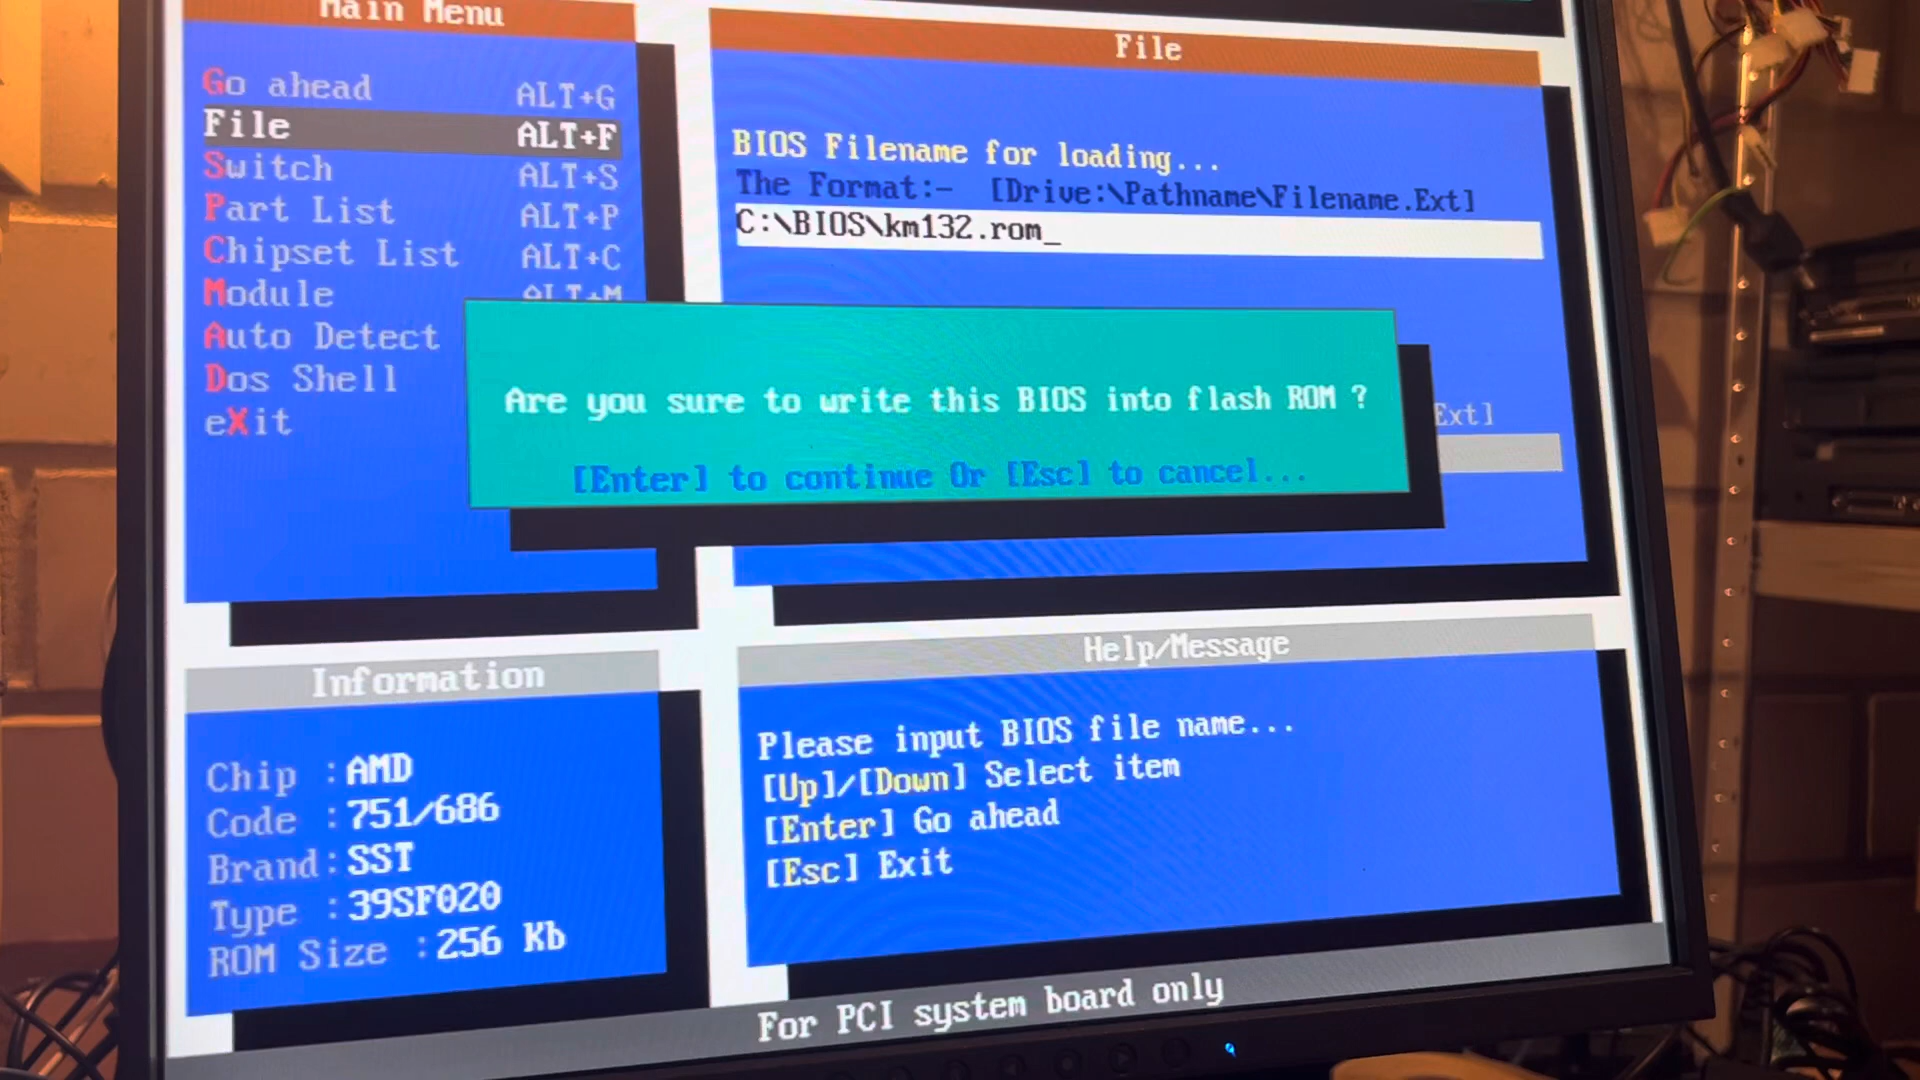 Main Menu
Go ahead ALT+G
File ALT+F
Switch ALT+S
Part List ALT+P
Chipset List ALT+C
Module ALT+M
Auto Detect
Dos Shell
eXit
File
BIOS Filename for loading...
The Format:- [Drive:\Pathname\Filename.Ext]
C:\BIOS\km132.rom_
Ext]
Are you sure to write this BIOS into flash ROM ?
[Enter] to continue Or [Esc] to cancel...
Information
Chip :AMD
Code :751/686
Brand:SST
Type :39SF020
ROM Size :256 Kb
Help/Message
Please input BIOS file name...
[Up]/[Down] Select item
[Enter] Go ahead
[Esc] Exit
For PCI system board only